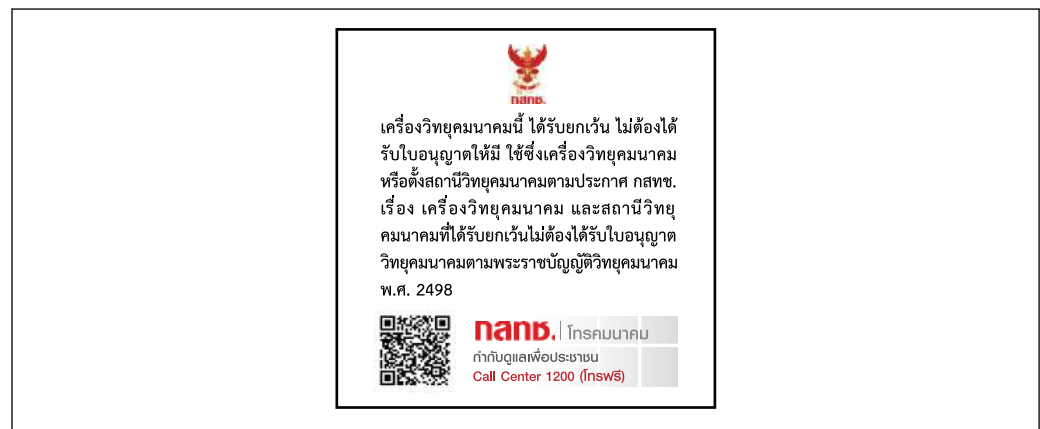 กสทช.
เครื่องวิทยุคมนาคมนี้ ได้รับยกเว้น ไม่ต้องได้
รับใบอนุญาตให้มี ใช้ซึ่งเครื่องวิทยุคมนาคม
หรือตั้งสถานีวิทยุคมนาคมตามประกาศ กสทช.
เรื่อง เครื่องวิทยุคมนาคม และสถานีวิทยุ
คมนาคมที่ได้รับยกเว้นไม่ต้องได้รับใบอนุญาต
วิทยุคมนาคมตามพระราชบัญญัติวิทยุคมนาคม
พ.ศ. 2498
กสทช. | โทรคมนาคม
กำกับดูแลเพื่อประชาชน
Call Center 1200 (โทรฟรี)